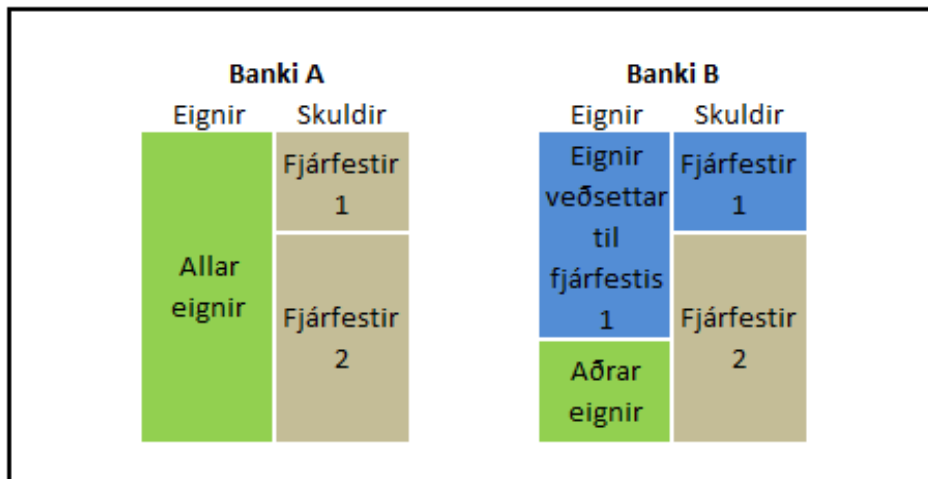 Banki A
Eignir
Skuldir
Allar
eignir
Fjárfestir
1
Fjárfestir
2
Banki B
Eignir
Skuldir
Eignir
veðsettar
til
fjárfestis
1
Aðrar
eignir
Fjárfestir
1
Fjárfestir
2